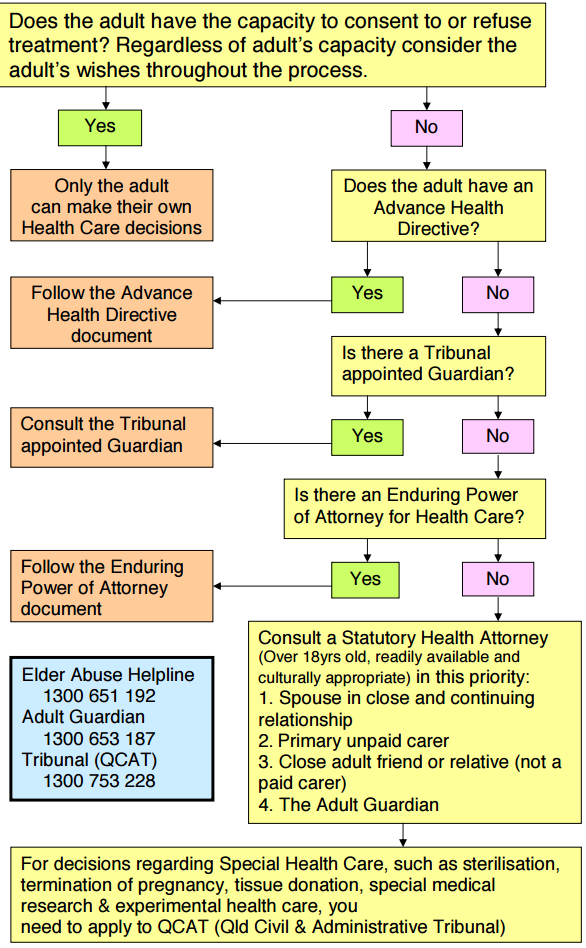 Does the adult have the capacity to consent to or refuse
treatment? Regardless of adult's capacity consider the
adult's wishes throughout the process.
Yes
No
Only the adult
can make their own
Health Care decisions
Does the adult have an
Advance Health
Directive?
Follow the Advance
Health Directive
document
Yes
No
Is there a Tribunal
appointed Guardian?
Consult the Tribunal
appointed Guardian
Yes
No
Is there an Enduring Power
of Attorney for Health Care?
Follow the Enduring
Power of Attorney
document
Yes
No
Consult a Statutory Health Attorney
(Over 18yrs old, readily available and
culturally appropriate) in this priority:
1. Spouse in close and continuing
relationship
2. Primary unpaid carer
3. Close adult friend or relative (not a
paid carer)
4. The Adult Guardian
Elder Abuse Helpline
1300 651 192
Adult Guardian
1300 653 187
Tribunal (QCAT)
1300 753 228
For decisions regarding Special Health Care, such as sterilisation,
termination of pregnancy, tissue donation, special medical
research & experimental health care, you
need to apply to QCAT (Qld Civil & Administrative Tribunal)